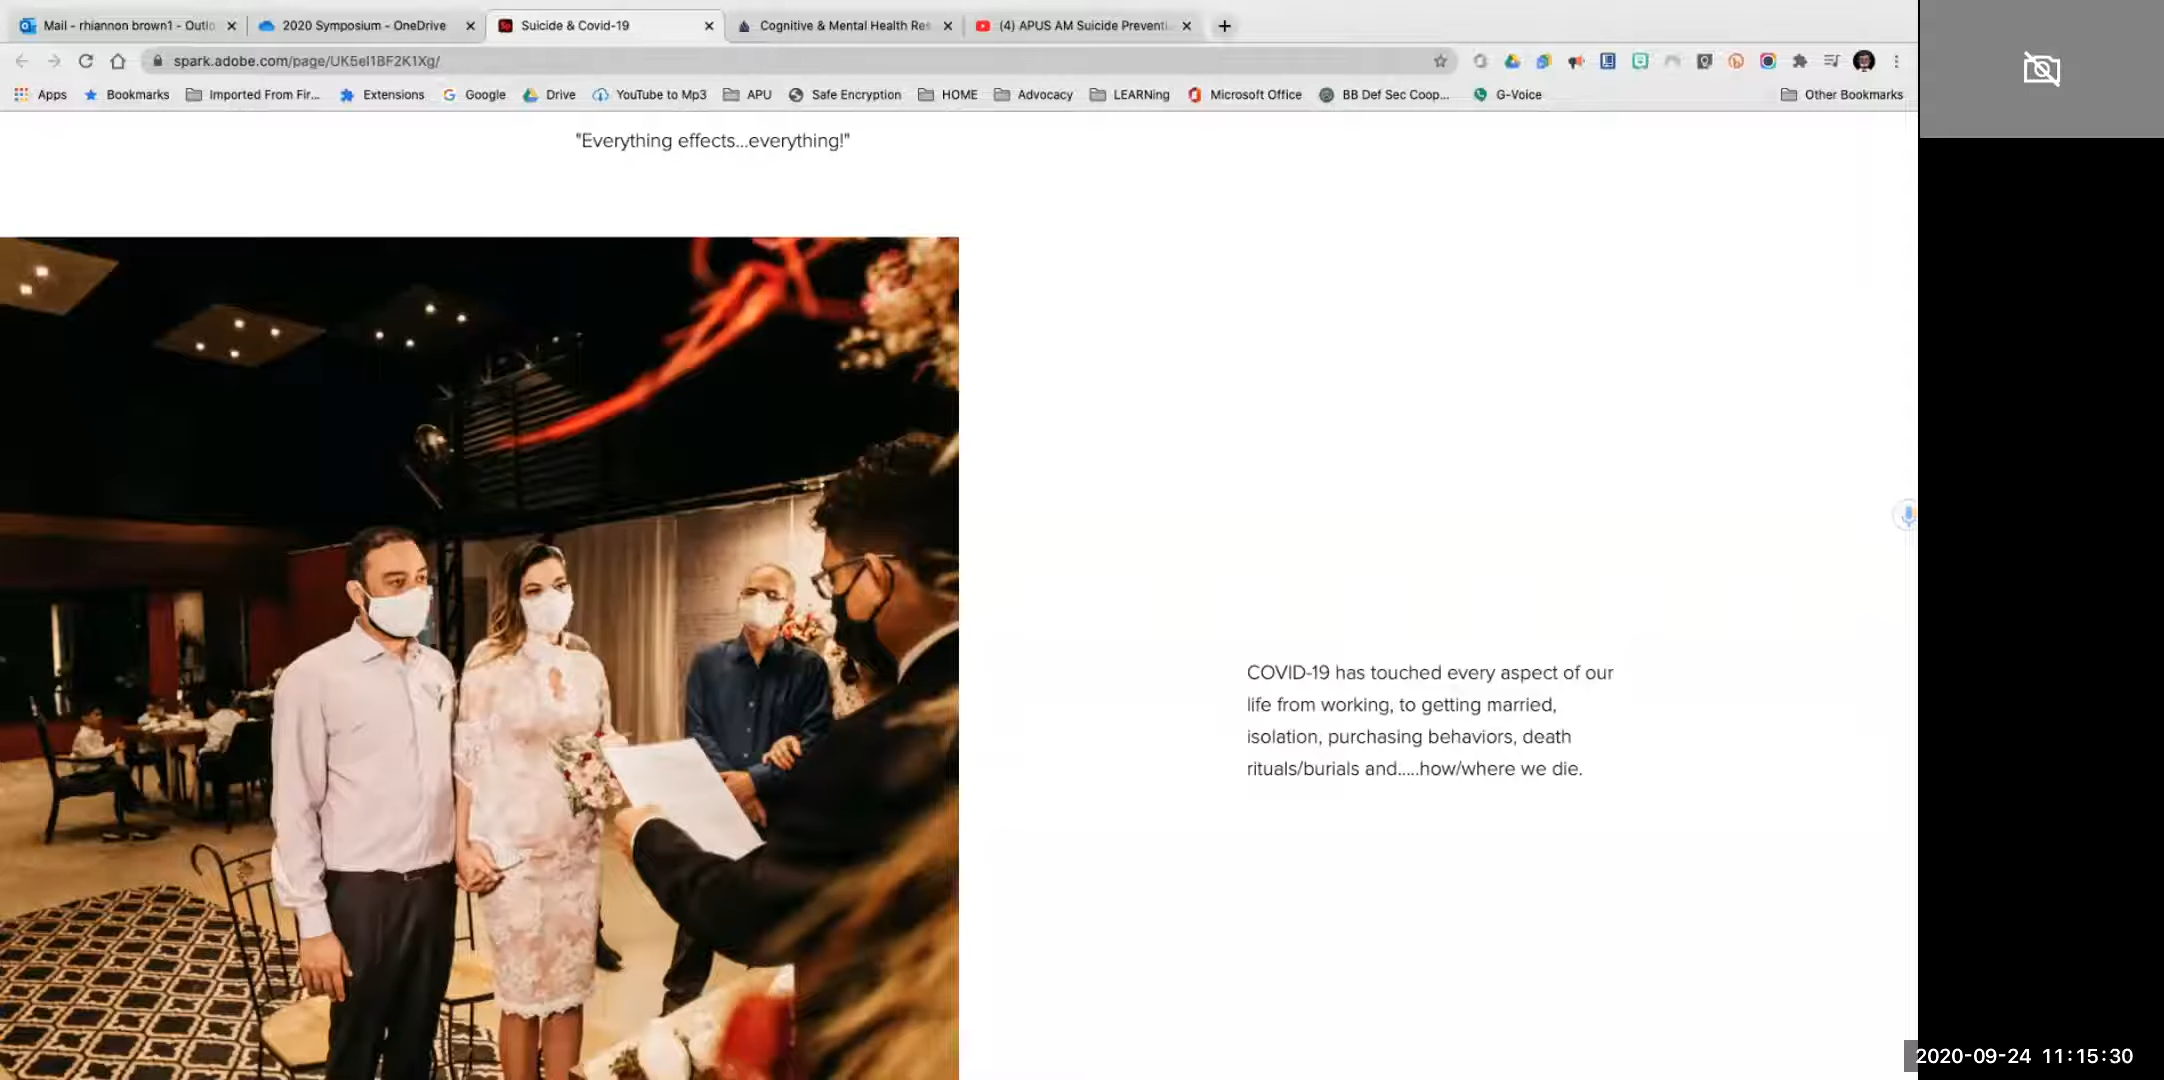 Mail - rhiannon brown1 - Outlo
2020 Symposium - OneDrive
Suicide & Covid-19
Cognitive & Mental Health Res
(4) APUS AM Suicide Preventi
spark.adobe.com/page/UK5eI1BF2K1Xg/
Apps
Bookmarks
Imported From Fir...
Extensions
Google
Drive
YouTube to Mp3
APU
Safe Encryption
HOME
Advocacy
LEARNing
Microsoft Office
BB Def Sec Coop...
G-Voice
Other Bookmarks
"Everything effects...everything!"
COVID-19 has touched every aspect of our
life from working, to getting married,
isolation, purchasing behaviors, death
rituals/burials and.....how/where we die.
2020-09-24 11:15:30